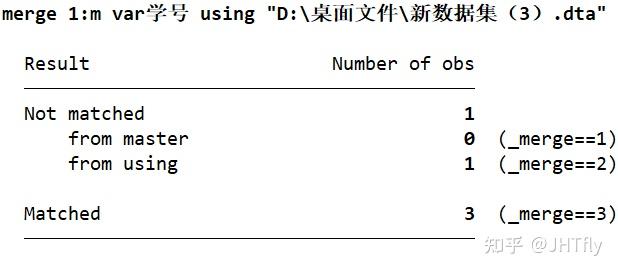 merge 1:m var学号 using "D:\桌面文件\新数据集（3）.dta"
Result Number of obs
Not matched 1
from master 0 (_merge==1)
from using 1 (_merge==2)
Matched 3 (_merge==3)
知乎 @JHTfly